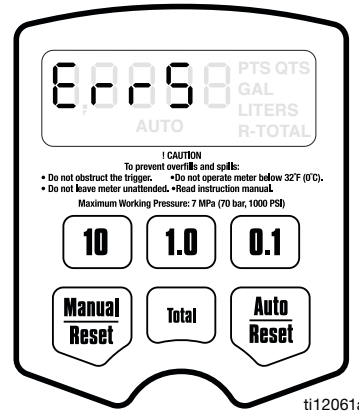 ErrS
PTS QTS
GAL
LITERS
AUTO
R-TOTAL
! CAUTION
To prevent overfills and spills:
• Do not obstruct the trigger. •Do not operate meter below 32°F (0°C).
• Do not leave meter unattended. •Read instruction manual.
Maximum Working Pressure: 7 MPa (70 bar, 1000 PSI)
10 1.0 0.1
Manual
Reset
Total
Auto
Reset
ti12061a